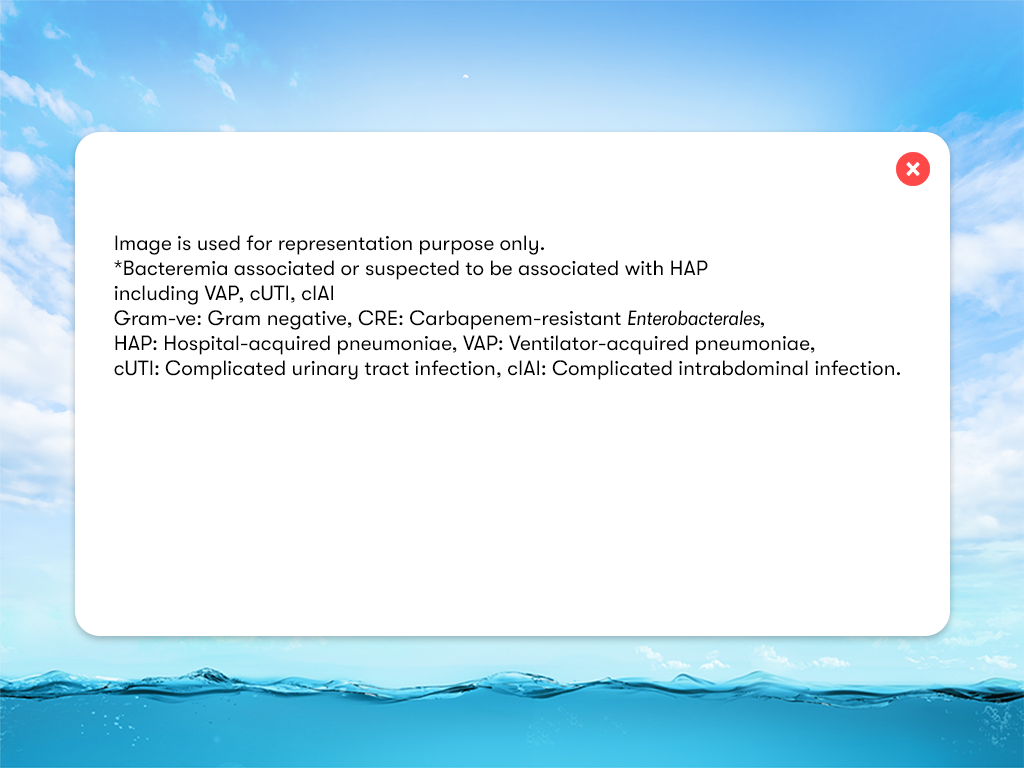 Image is used for representation purpose only.
*Bacteremia associated or suspected to be associated with HAP
including VAP, cUTI, cIAI
Gram-ve: Gram negative, CRE: Carbapenem-resistant Enterobacterales,
HAP: Hospital-acquired pneumoniae, VAP: Ventilator-acquired pneumoniae,
cUTI: Complicated urinary tract infection, cIAI: Complicated intrabdominal infection.